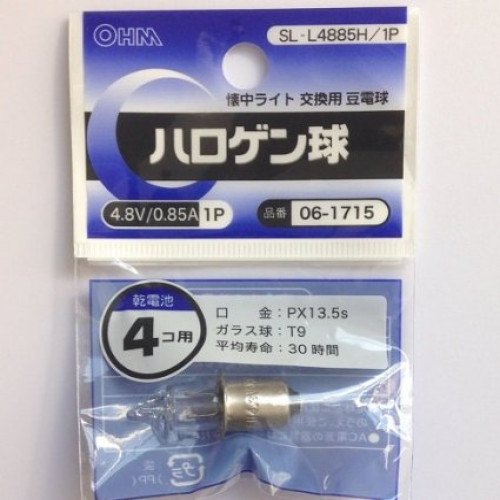 OHM
SL-L4885H/1P
懐中ライト 交換用 豆電球
ハロゲン球
4.8V/0.85A 1P
品番 06-1715
乾電池
4コ用
口金:PX13.5s
ガラス球:T9
平均寿命:30時間